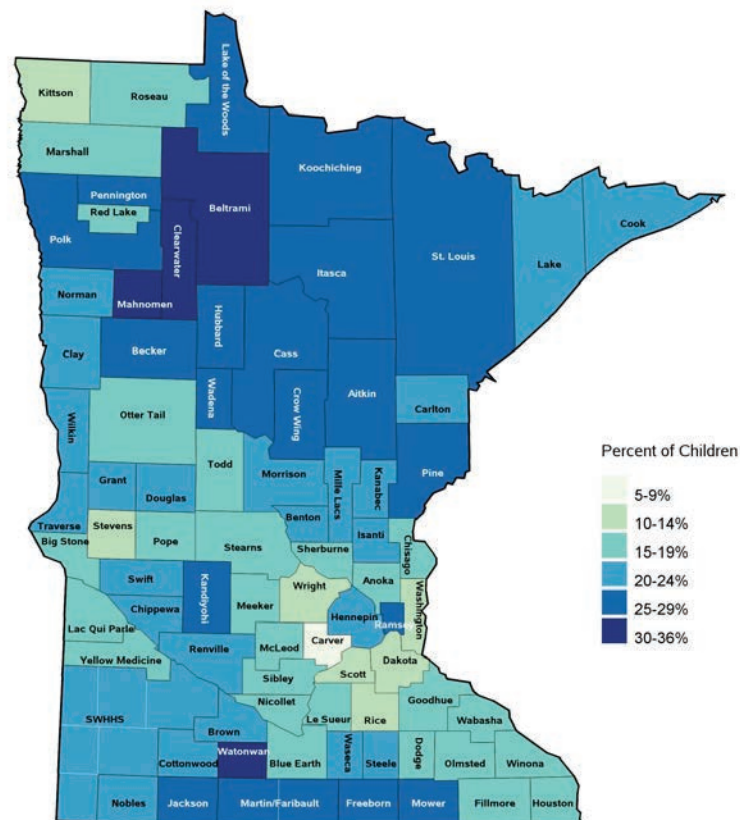 Lake of the Woods
Kittson
Roseau
Marshall
Koochiching
Pennington
Red Lake
Beltrami
Clearwater
Polk
Cook
St. Louis
Lake
Itasca
Norman
Mahnomen
Hubbard
Clay
Becker
Cass
Wadena
Aitkin
Crow Wing
Carlton
Otter Tail
Wilkin
Pine
Todd
Morrison
Mille Lacs
Kanabec
Grant
Douglas
Benton
Traverse
Stevens
Isanti
Big Stone
Pope
Stearns
Sherburne
Chisago
Swift
Kandiyohi
Wright
Anoka
Washington
Meeker
Chippewa
Hennepin
Ramsey
Lac Qui Parle
Carver
McLeod
Renville
Yellow Medicine
Dakota
Scott
Sibley
Nicollet
Goodhue
SWHHS
Le Sueur
Rice
Wabasha
Brown
Watonwan
Waseca
Dodge
Cottonwood
Blue Earth
Steele
Olmsted
Winona
Nobles
Jackson
Martin/Faribault
Freeborn
Mower
Fillmore
Houston
Percent of Children
5-9%
10-14%
15-19%
20-24%
25-29%
30-36%